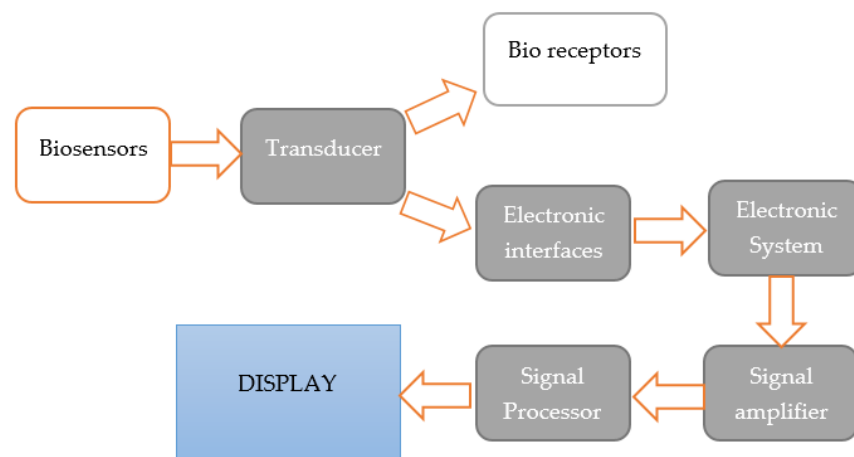 Bio receptors
Biosensors
Transducer
Electronic
interfaces
Electronic
System
DISPLAY
Signal
Processor
Signal
amplifier